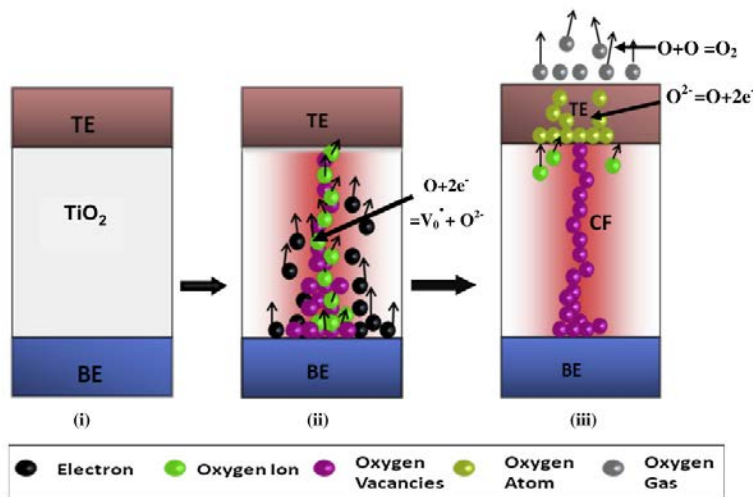 O+O =O₂
O²⁻=O+2e⁻
TE
TiO₂
BE
(i)
TE
O+2e⁻
=V₀˙+ O²⁻
BE
(ii)
TE
CF
BE
(iii)
Electron
Oxygen Ion
Oxygen
Vacancies
Oxygen
Atom
Oxygen
Gas